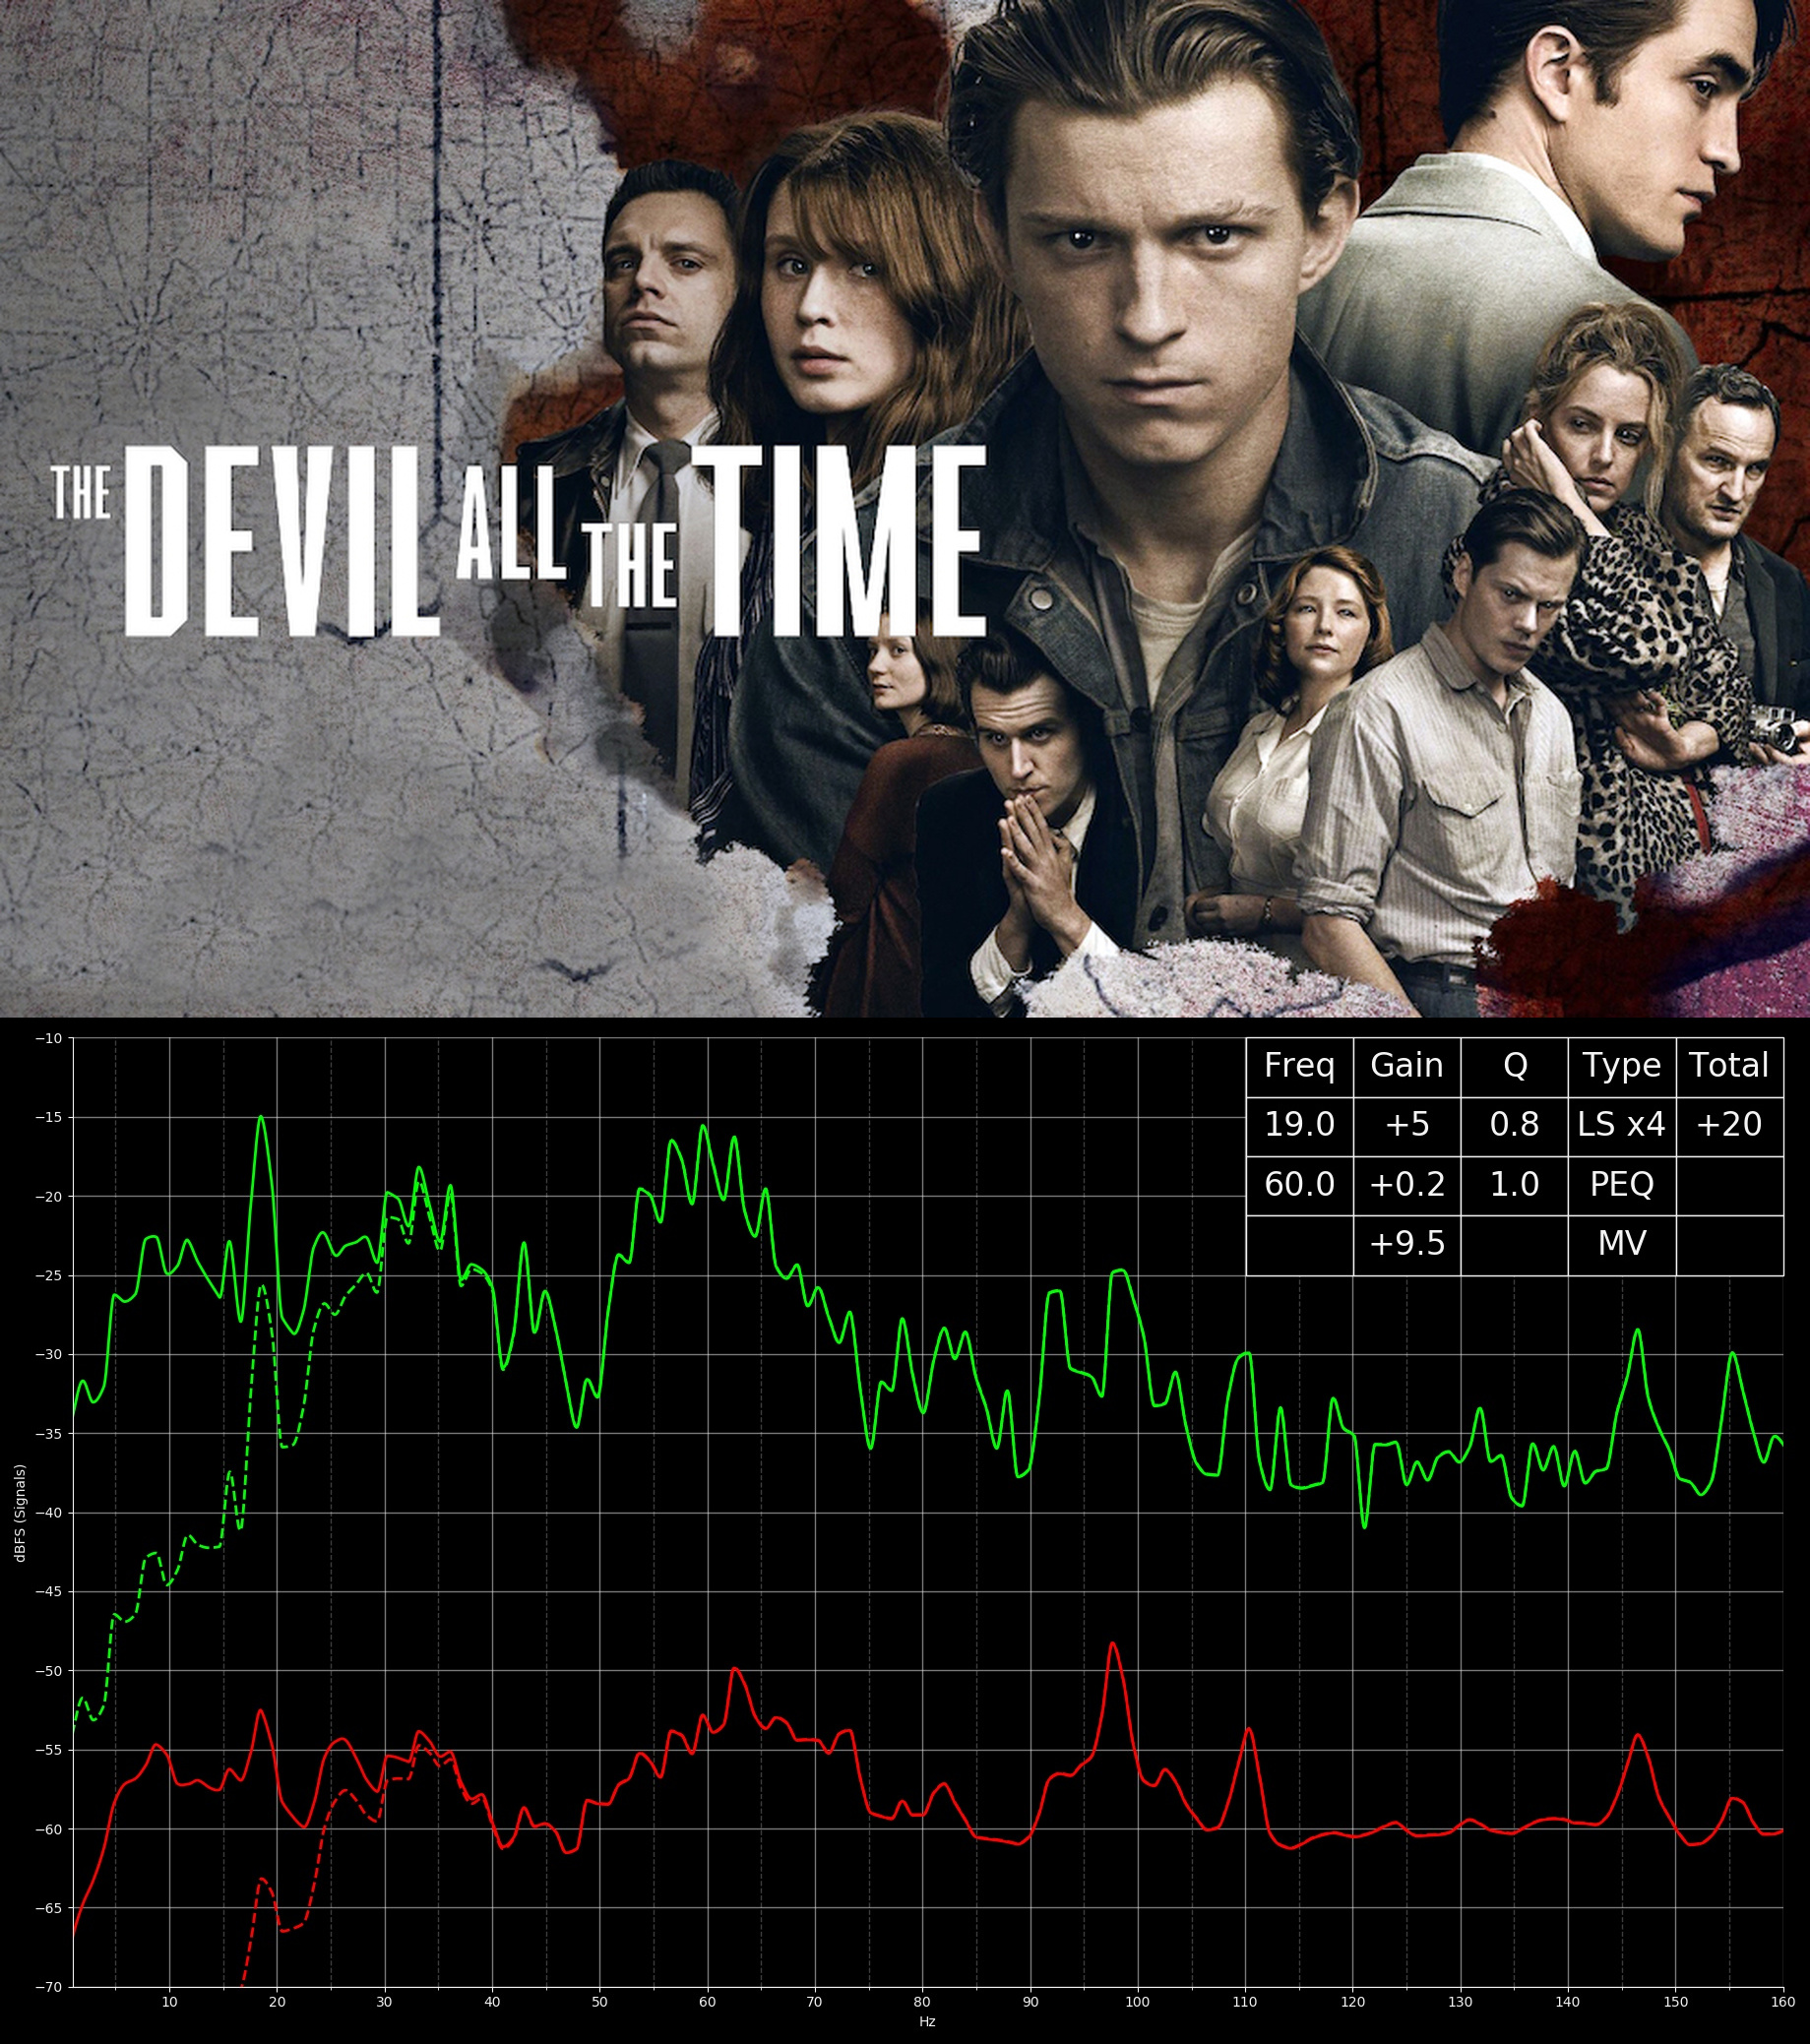 THE DEVIL ALL THE TIME
Freq Gain Q Type Total
19.0 +5 0.8 LS x4 +20
60.0 +0.2 1.0 PEQ
+9.5 MV
−10
−15
−20
−25
−30
−35
−40
−45
−50
−55
−60
−65
−70
dBFS (Signals)
10 20 30 40 50 60 70 80 90 100 110 120 130 140 150 160
Hz